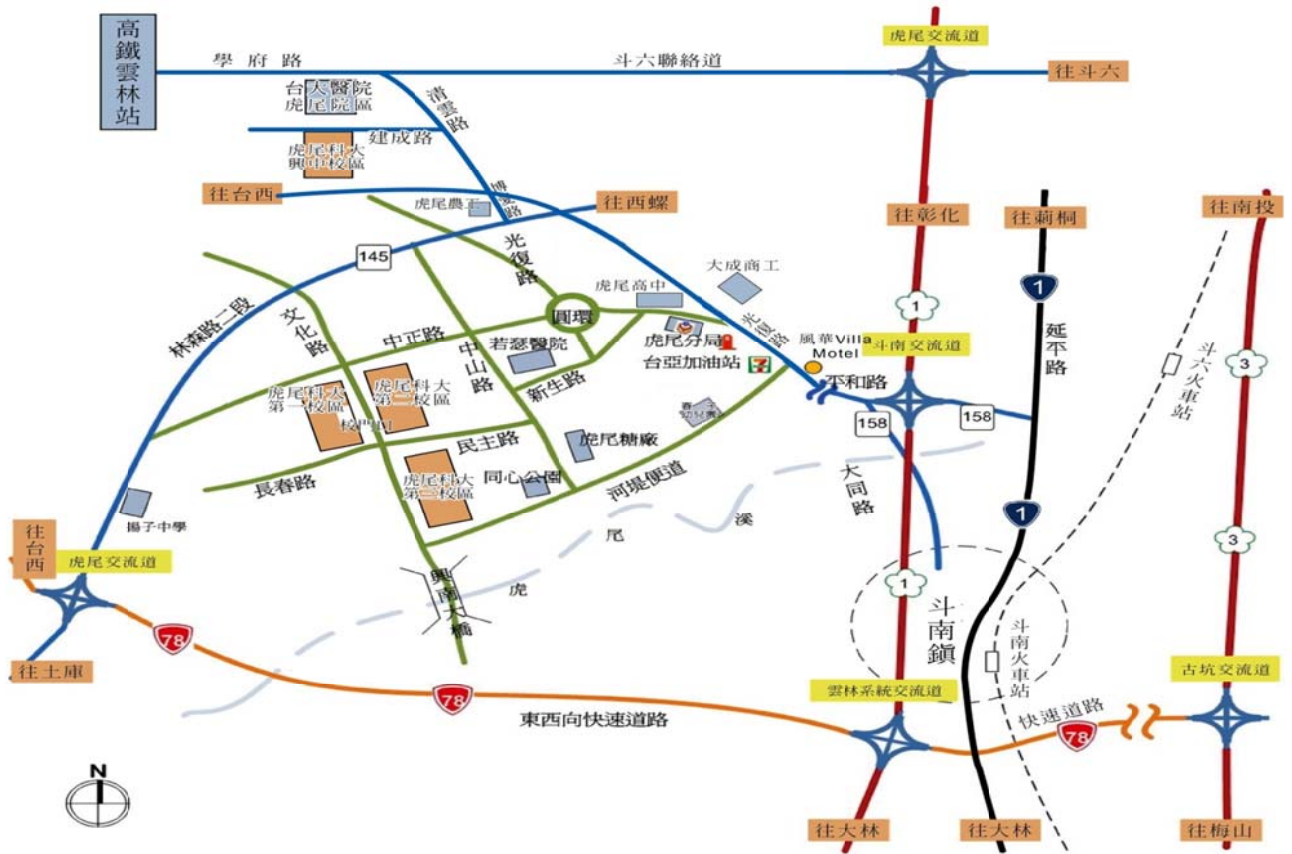 高鐵雲林站
學府路
斗六聯絡道
虎尾交流道
往斗六
台大醫院
虎尾院區
清雲路
建成路
虎尾科大
興中校區
往台西
虎尾農工
博愛路
往西螺
往彰化
往莿桐
往南投
145
光復路
大成商工
虎尾高中
1
1
林森路二段
文化路
中正路
中山路
圓環
若瑟醫院
新生路
虎尾分局
台亞加油站
7
光復路
風華Villa
Motel
斗南交流道
延平路
斗六火車站
3
平和路
虎尾科大
第一校區
校門口
虎尾科大
第二校區
158
158
民主路
虎尾糖廠
長春路
虎尾科大
第三校區
同心公園
河堤便道
大同路
揚子中學
虎尾溪
1
3
往台西
虎尾交流道
興南大橋
1
斗南鎮
斗南火車站
78
往土庫
78
東西向快速道路
雲林系統交流道
古坑交流道
快速道路
78
N
往大林
往大林
往梅山